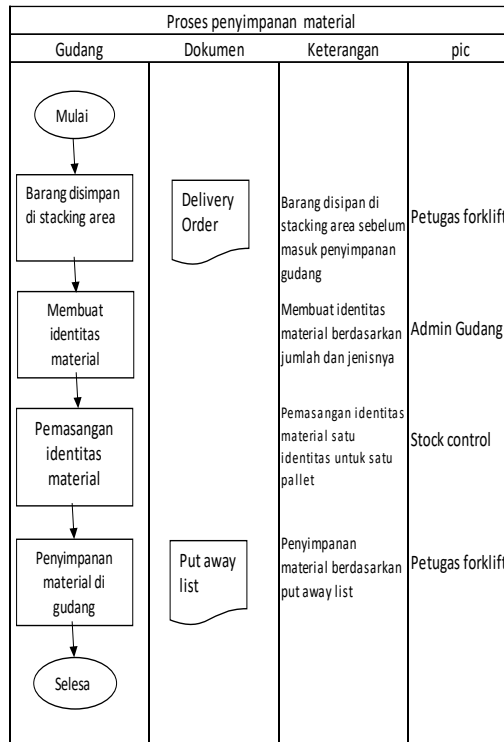 Proses penyimpanan material
Gudang Dokumen Keterangan pic
Mulai
Barang disimpan
di stacking area
Delivery
Order
Barang disipan di
stacking area sebelum
masuk penyimpanan
gudang
Petugas forklift
Membuat
identitas
material
Membuat identitas
material berdasarkan
jumlah dan jenisnya
Admin Gudang
Pemasangan
identitas
material
Pemasangan identitas
material satu
identitas untuk satu
pallet
Stock control
Penyimpanan
material di
gudang
Put away
list
Penyimpanan
material berdasarkan
put away list
Petugas forklift
Selesa